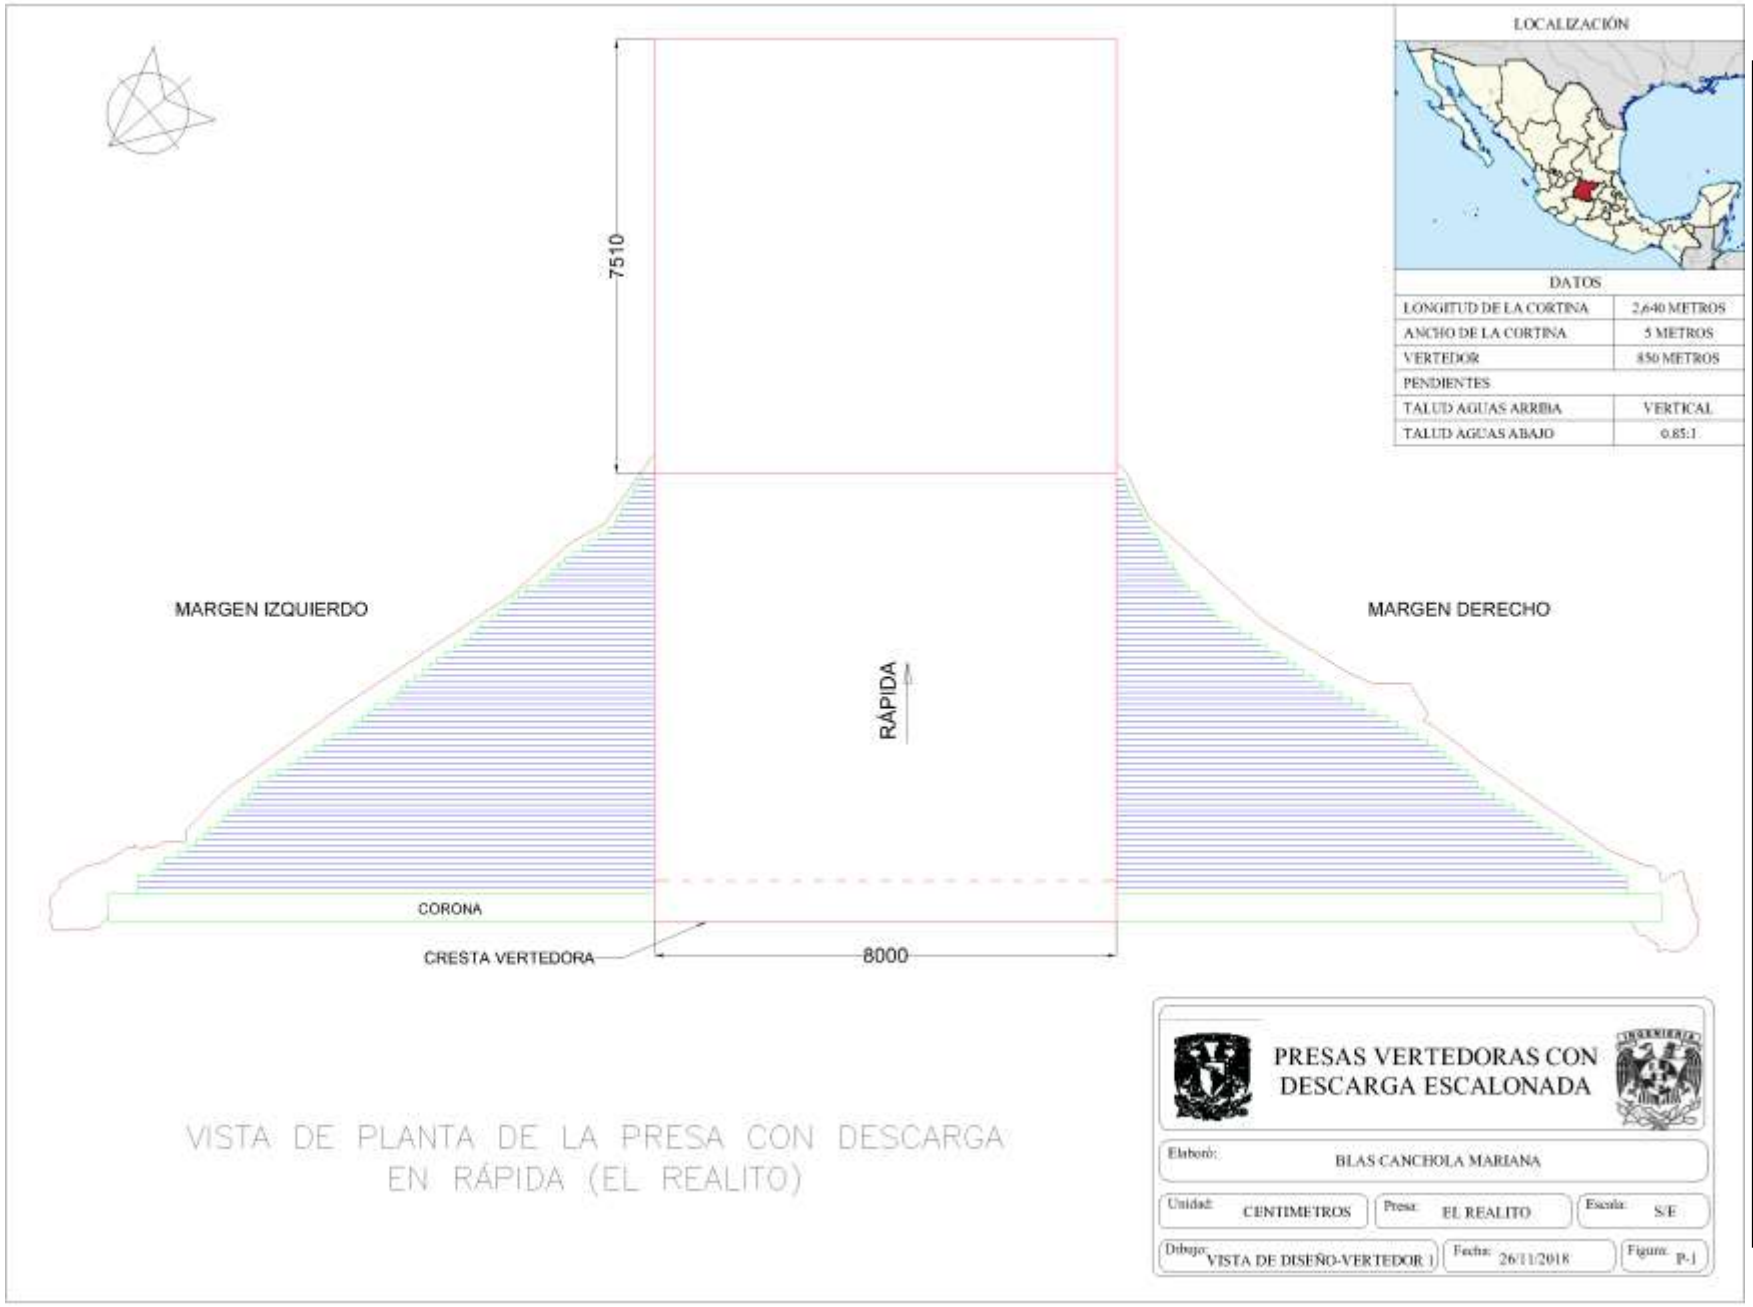 LOCALIZACIÓN
7510
DATOS
LONGITUD DE LA CORTINA 2,640 METROS
ANCHO DE LA CORTINA 5 METROS
VERTEDOR 850 METROS
PENDIENTES
TALUD AGUAS ARRIBA VERTICAL
TALUD AGUAS ABAJO 0.85:1
MARGEN IZQUIERDO
MARGEN DERECHO
RÁPIDA
CORONA
CRESTA VERTEDORA
8000
VISTA DE PLANTA DE LA PRESA CON DESCARGA
EN RÁPIDA (EL REALITO)
INGENIERIA
PRESAS VERTEDORAS CON
DESCARGA ESCALONADA
Elaboró: BLAS CANCHOLA MARIANA
Unidad: CENTIMETROS Presa: EL REALITO Escala: S/E
Dibujo: VISTA DE DISEÑO-VERTEDOR 1 Fecha: 26/11/2018 Figura: P-1